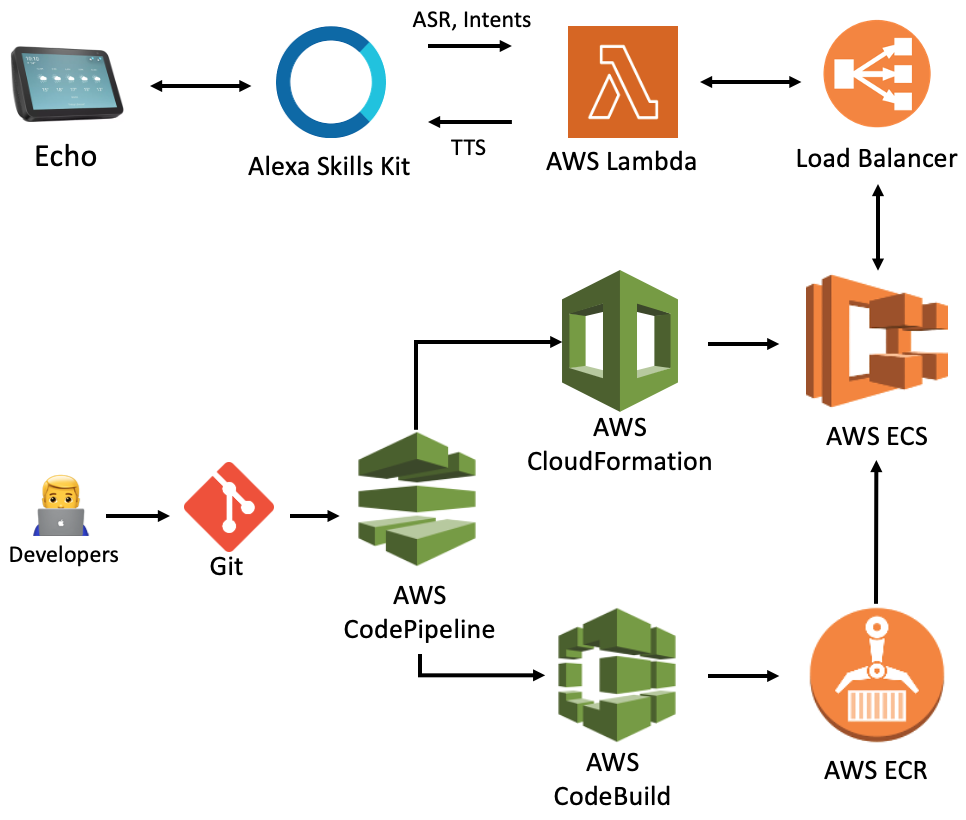 ASR, Intents
TTS
Echo
Alexa Skills Kit
AWS Lambda
Load Balancer
AWS
CloudFormation
AWS ECS
Developers
Git
AWS
CodePipeline
AWS
CodeBuild
AWS ECR